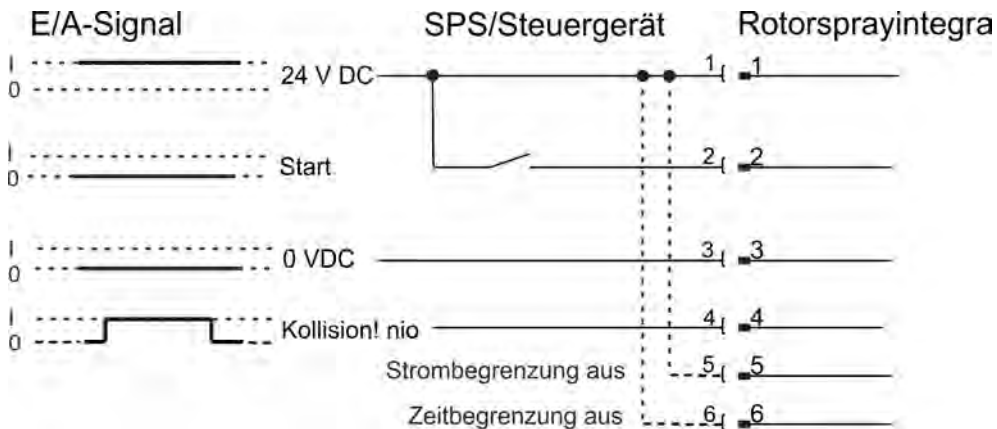 E/A-Signal SPS/Steuergerät Rotorsprayintegra
I 24 V DC 1 1
0
I Start 2 2
0
I 0 VDC 3 3
0
I Kollision! nio 4 4
0
Strombegrenzung aus 5 5
Zeitbegrenzung aus 6 6